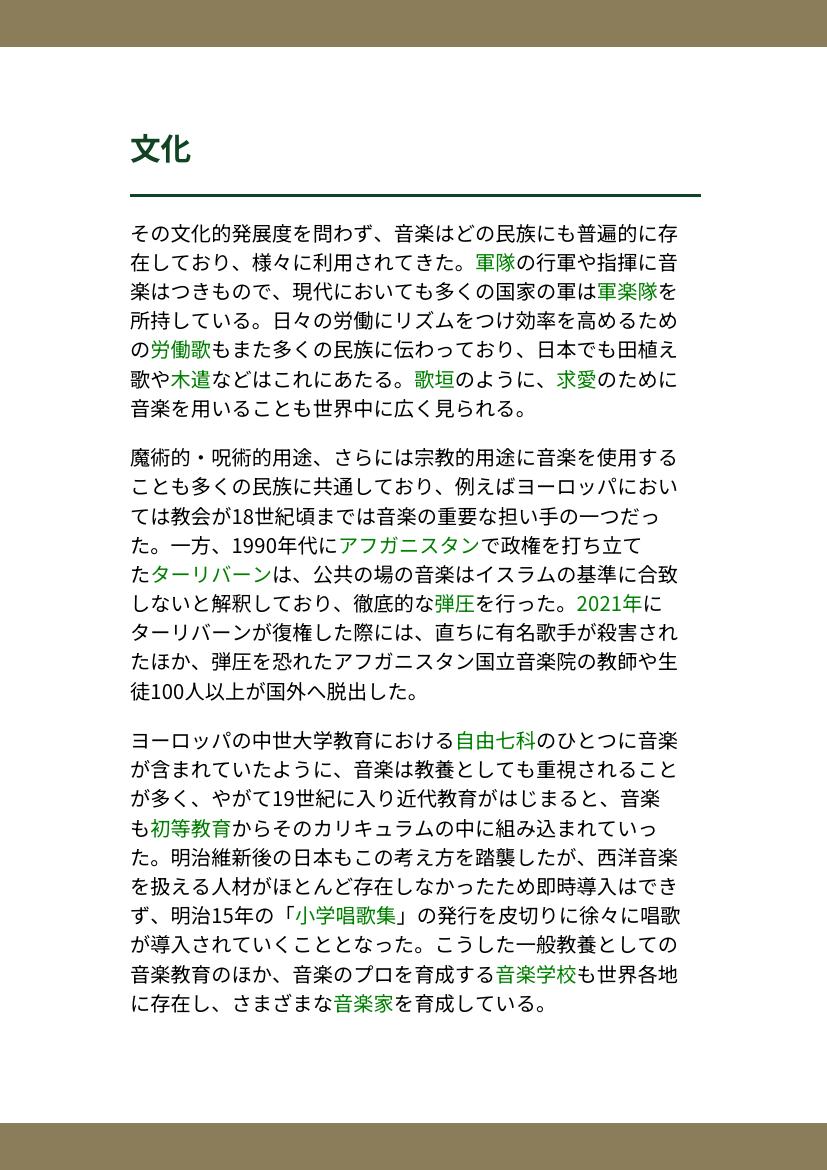 文化
その文化的発展度を問わず、音楽はどの民族にも普遍的に存
在しており、様々に利用されてきた。軍隊の行軍や指揮に音
楽はつきもので、現代においても多くの国家の軍は軍楽隊を
所持している。日々の労働にリズムをつけ効率を高めるため
の労働歌もまた多くの民族に伝わっており、日本でも田植え
歌や木遣などはこれにあたる。歌垣のように、求愛のために
音楽を用いることも世界中に広く見られる。
魔術的・呪術的用途、さらには宗教的用途に音楽を使用する
ことも多くの民族に共通しており、例えばヨーロッパにおい
ては教会が18世紀頃までは音楽の重要な担い手の一つだっ
た。一方、1990年代にアフガニスタンで政権を打ち立て
たターリバーンは、公共の場の音楽はイスラムの基準に合致
しないと解釈しており、徹底的な弾圧を行った。2021年に
ターリバーンが復権した際には、直ちに有名歌手が殺害され
たほか、弾圧を恐れたアフガニスタン国立音楽院の教師や生
徒100人以上が国外へ脱出した。
ヨーロッパの中世大学教育における自由七科のひとつに音楽
が含まれていたように、音楽は教養としても重視されること
が多く、やがて19世紀に入り近代教育がはじまると、音楽
も初等教育からそのカリキュラムの中に組み込まれていっ
た。明治維新後の日本もこの考え方を踏襲したが、西洋音楽
を扱える人材がほとんど存在しなかったため即時導入はでき
ず、明治15年の「小学唱歌集」の発行を皮切りに徐々に唱歌
が導入されていくこととなった。こうした一般教養としての
音楽教育のほか、音楽のプロを育成する音楽学校も世界各地
に存在し、さまざまな音楽家を育成している。